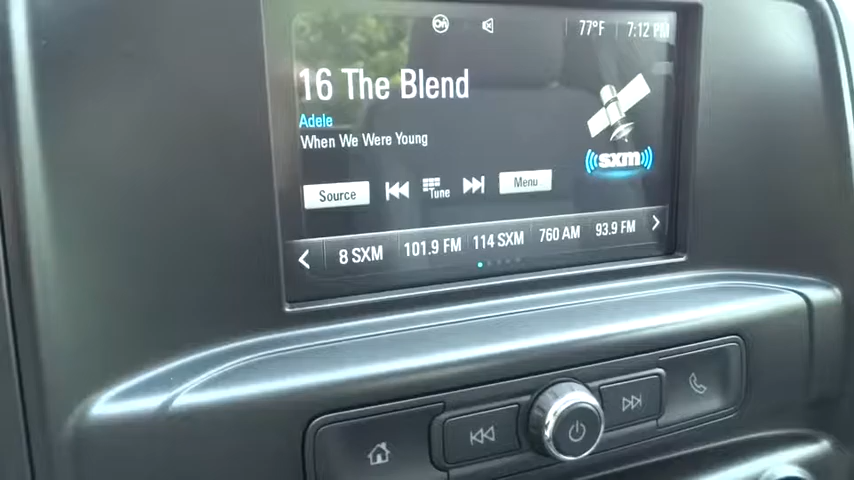 77°F 7:12 PM
16 The Blend
Adele
When We Were Young
((sxm))
Source Tune Menu
8 SXM 101.9 FM 114 SXM 760 AM 93.9 FM